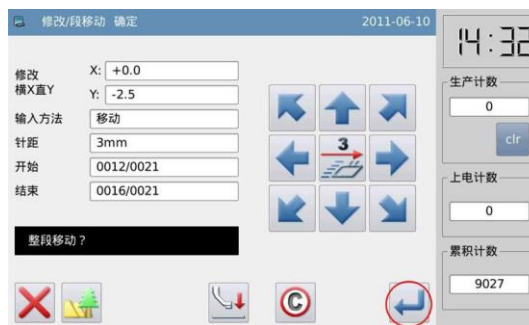 修改/段移动 确定 2011-06-10
14:32
修改
横X直Y
X: +0.0
Y: -2.5
输入方法 移动
针距 3mm
开始 0012/0021
结束 0016/0021
整段移动？
3
C
生产计数
0
clr
上电计数
0
累积计数
9027